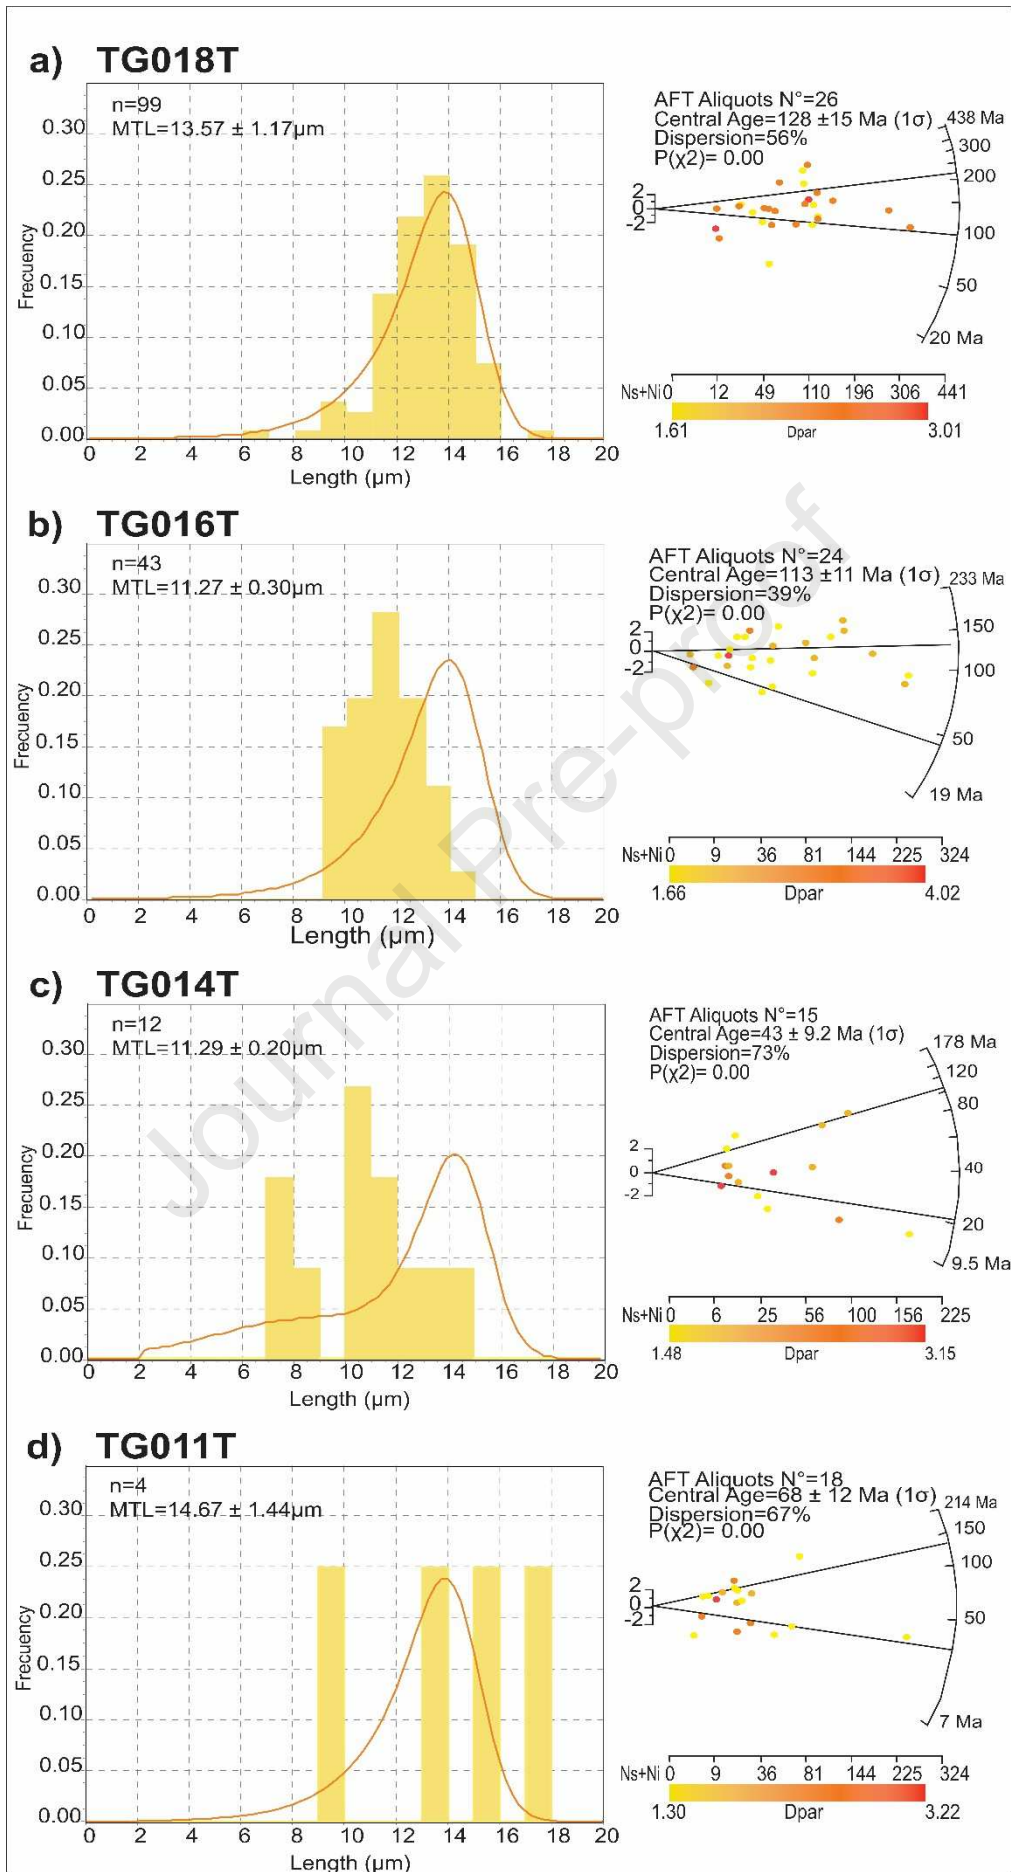 a) TG018T
n=99
MTL=13.57 ± 1.17µm
0.30
0.25
0.20
0.15
0.10
0.05
0.00
Frecuency
0 2 4 6 8 10 12 14 16 18 20
Length (µm)
AFT Aliquots N°=26
Central Age=128 ±15 Ma (1σ)
Dispersion=56%
P(χ2)= 0.00
438 Ma
300
200
100
50
20 Ma
2
0
-2
Ns+Ni 0 12 49 110 196 306 441
1.61 Dpar 3.01
b) TG016T
n=43
MTL=11.27 ± 0.30µm
0.30
0.25
0.20
0.15
0.10
0.05
0.00
Frecuency
0 2 4 6 8 10 12 14 16 18 20
Length (µm)
AFT Aliquots N°=24
Central Age=113 ±11 Ma (1σ)
Dispersion=39%
P(χ2)= 0.00
233 Ma
150
100
50
19 Ma
2
0
-2
Ns+Ni 0 9 36 81 144 225 324
1.66 Dpar 4.02
c) TG014T
n=12
MTL=11.29 ± 0.20µm
0.30
0.25
0.20
0.15
0.10
0.05
0.00
Frecuency
0 2 4 6 8 10 12 14 16 18 20
Length (µm)
AFT Aliquots N°=15
Central Age=43 ± 9.2 Ma (1σ)
Dispersion=73%
P(χ2)= 0.00
178 Ma
120
80
40
20
9.5 Ma
2
0
-2
Ns+Ni 0 6 25 56 100 156 225
1.48 Dpar 3.15
d) TG011T
n=4
MTL=14.67 ± 1.44µm
0.30
0.25
0.20
0.15
0.10
0.05
0.00
Frecuency
0 2 4 6 8 10 12 14 16 18 20
Length (µm)
AFT Aliquots N°=18
Central Age=68 ± 12 Ma (1σ)
Dispersion=67%
P(χ2)= 0.00
214 Ma
150
100
50
7 Ma
2
0
-2
Ns+Ni 0 9 36 81 144 225 324
1.30 Dpar 3.22
Journal Pre-proof